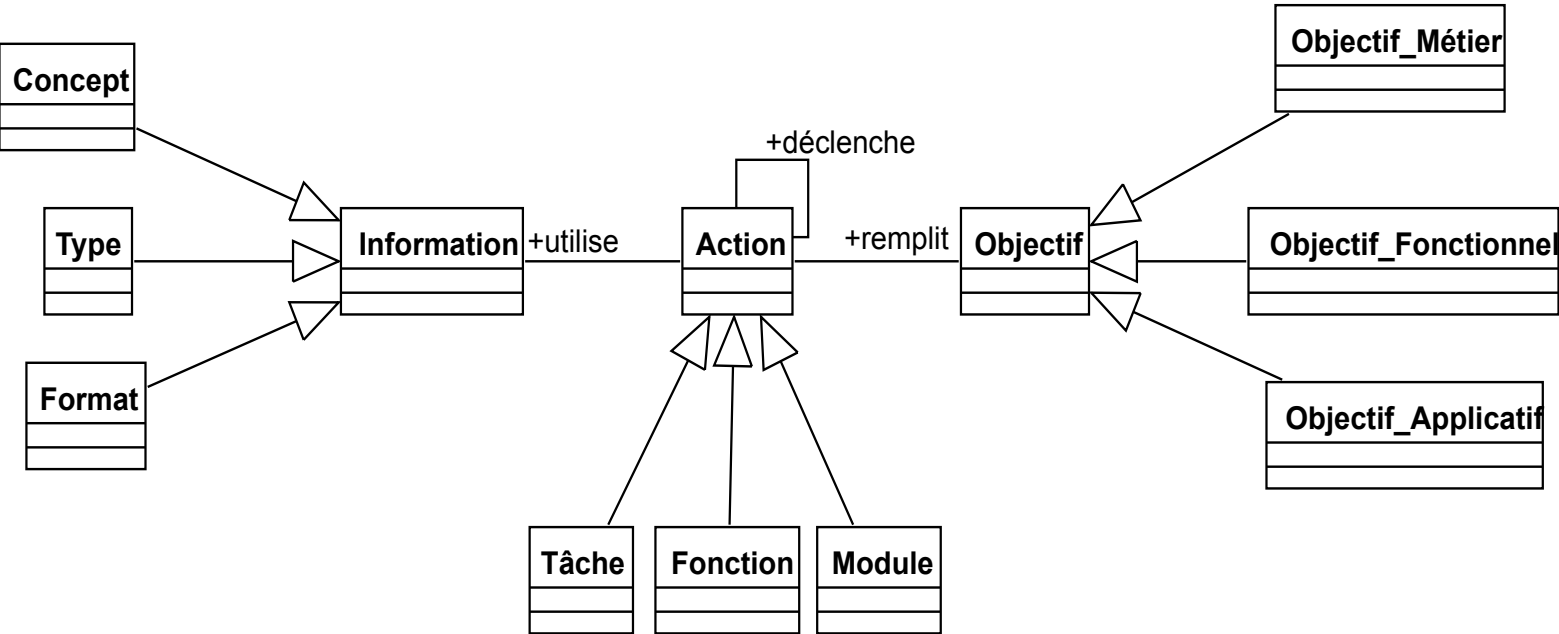 Objectif_Métier
Concept
+déclenche
Type
Information
+utilise
Action
+remplit
Objectif
Objectif_Fonctionnel
Format
Objectif_Applicatif
Tâche
Fonction
Module